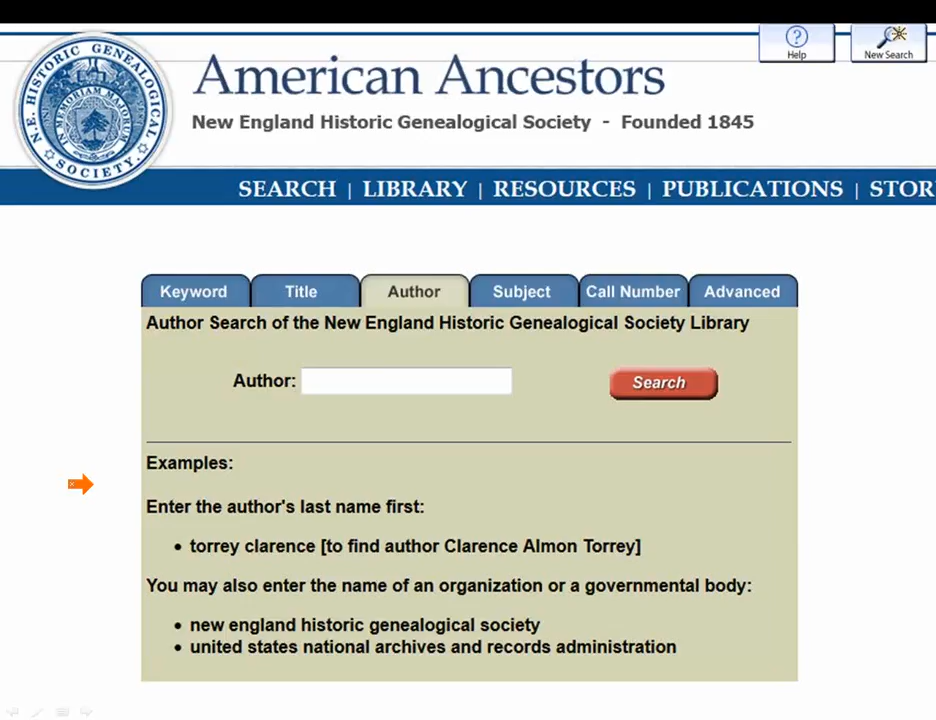 Help
New Search
N.E. HISTORIC GENEALOGICAL SOCIETY.
IN MEMORIAM MAJORUM
American Ancestors
New England Historic Genealogical Society - Founded 1845
SEARCH | LIBRARY | RESOURCES | PUBLICATIONS | STOR
Keyword Title Author Subject Call Number Advanced
Author Search of the New England Historic Genealogical Society Library
Author: Search
Examples:
Enter the author's last name first:
• torrey clarence [to find author Clarence Almon Torrey]
You may also enter the name of an organization or a governmental body:
• new england historic genealogical society
• united states national archives and records administration